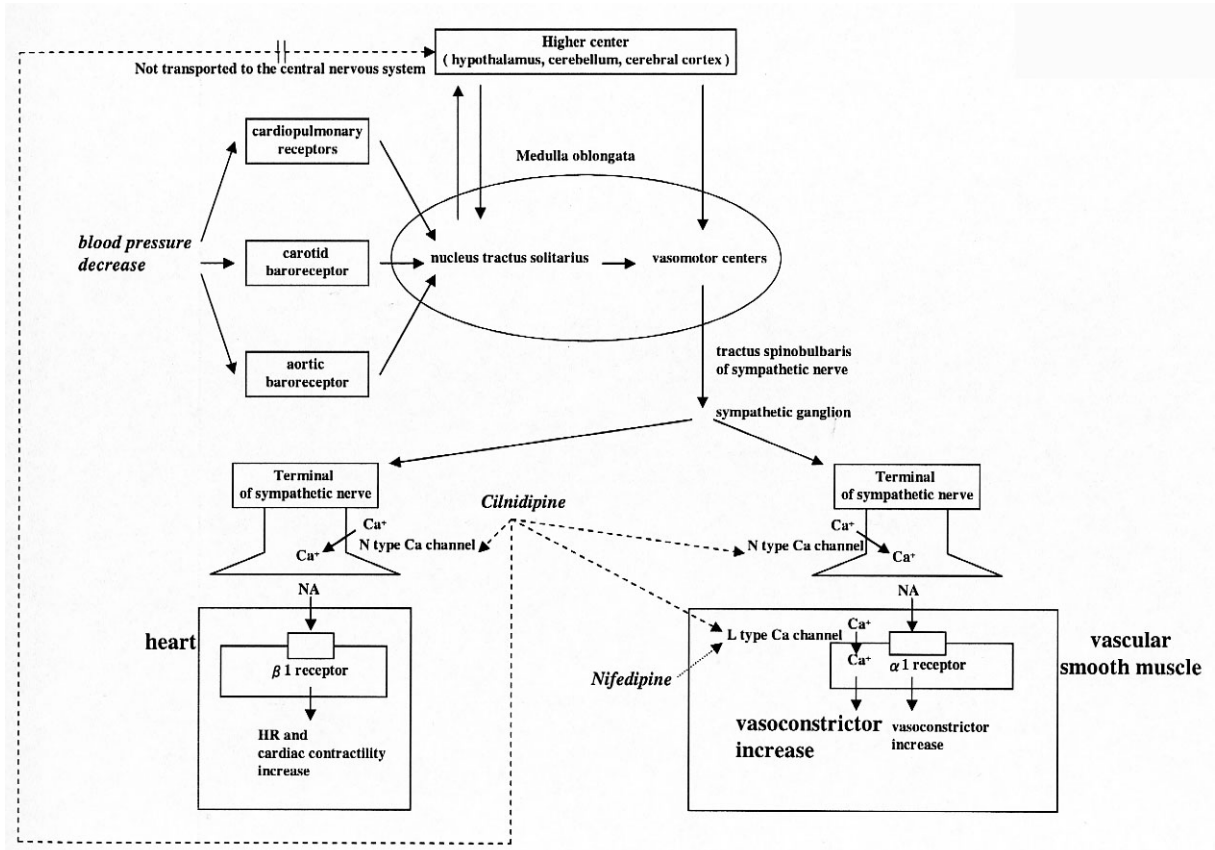 Higher center
( hypothalamus, cerebellum, cerebral cortex )
Not transported to the central nervous system
cardiopulmonary
receptors
Medulla oblongata
blood pressure
decrease
carotid
baroreceptor
nucleus tractus solitarius
vasomotor centers
aortic
baroreceptor
tractus spinobulbaris
of sympathetic nerve
sympathetic ganglion
Terminal
of sympathetic nerve
Cilnidipine
Terminal
of sympathetic nerve
Ca⁺
N type Ca channel
Ca⁺
Ca⁺
N type Ca channel
Ca⁺
NA
NA
heart
β 1 receptor
HR and
cardiac contractility
increase
L type Ca channel
Ca⁺
Ca⁺
α 1 receptor
vascular
smooth muscle
Nifedipine
vasoconstrictor
increase
vasoconstrictor
increase